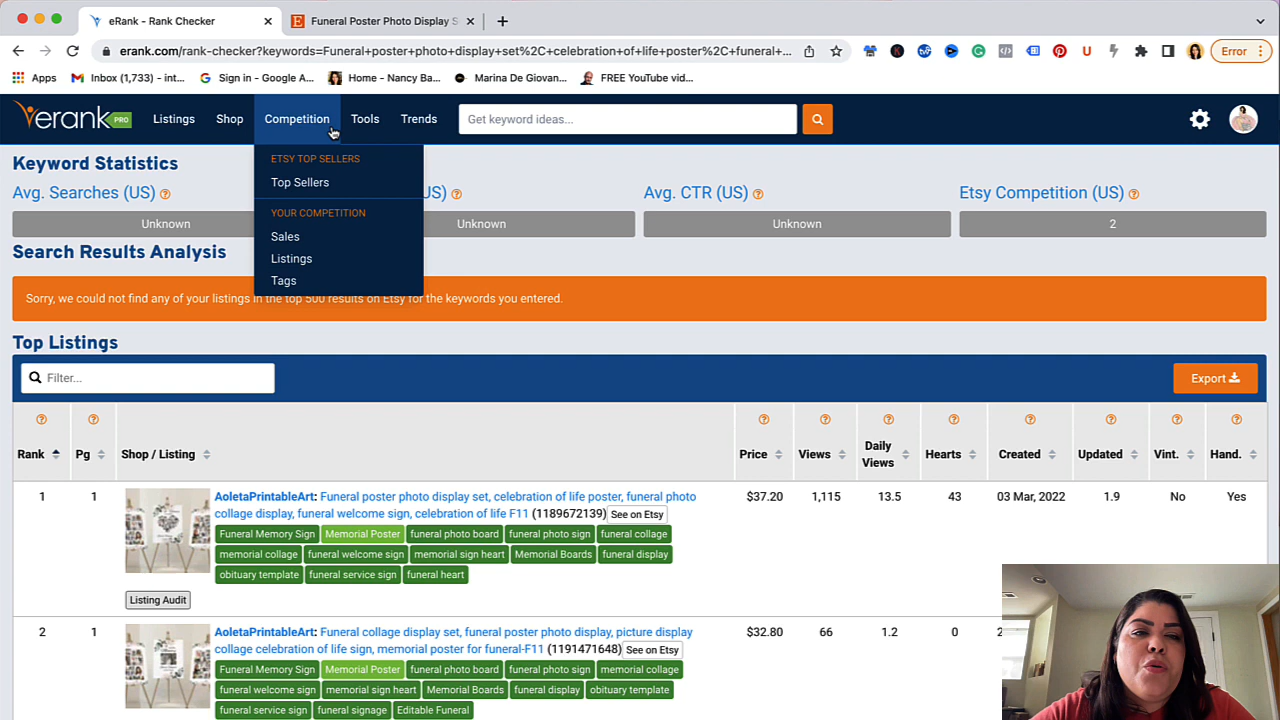 eRank - Rank Checker
Funeral Poster Photo Display S
erank.com/rank-checker?keywords=Funeral+poster+photo+display+set%2C+celebration+of+life+poster%2C+funeral+...
Error
Apps
Inbox (1,733) - int...
Sign in - Google A...
Home - Nancy Ba...
Marina De Giovan...
FREE YouTube vid...
erank PRO
Listings
Shop
Competition
Tools
Trends
Get keyword ideas...
ETSY TOP SELLERS
Top Sellers
YOUR COMPETITION
Sales
Listings
Tags
Keyword Statistics
Avg. Searches (US)
US)
Avg. CTR (US)
Etsy Competition (US)
Unknown
Unknown
Unknown
2
Search Results Analysis
Sorry, we could not find any of your listings in the top 500 results on Etsy for the keywords you entered.
Top Listings
Filter...
Export
Rank
Pg
Shop / Listing
Price
Views
Daily
Views
Hearts
Created
Updated
Vint.
Hand.
1
1
AoletaPrintableArt: Funeral poster photo display set, celebration of life poster, funeral photo
collage display, funeral welcome sign, celebration of life F11 (1189672139) See on Etsy
Funeral Memory Sign Memorial Poster funeral photo board funeral photo sign funeral collage
memorial collage funeral welcome sign memorial sign heart Memorial Boards funeral display
obituary template funeral service sign funeral heart
Listing Audit
$37.20
1,115
13.5
43
03 Mar, 2022
1.9
No
Yes
2
1
AoletaPrintableArt: Funeral collage display set, funeral poster photo display, picture display
collage celebration of life sign, memorial poster for funeral-F11 (1191471648) See on Etsy
Funeral Memory Sign Memorial Poster funeral photo board funeral photo sign memorial collage
funeral welcome sign memorial sign heart Memorial Boards funeral display obituary template
funeral service sign funeral signage Editable Funeral
$32.80
66
1.2
0